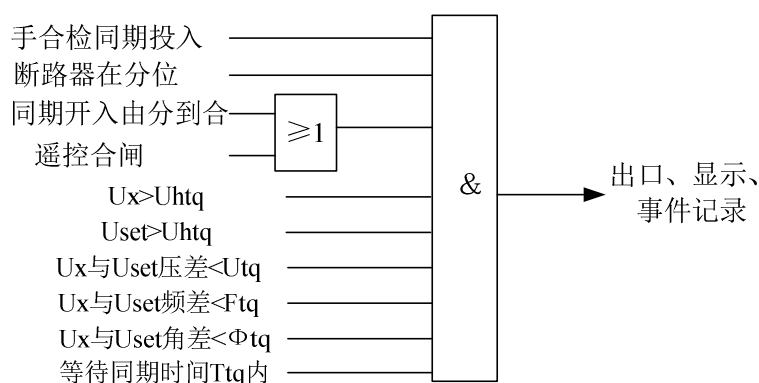 手合检同期投入
断路器在分位
同期开入由分到合
遥控合闸
≥1
Ux>Uhtq
Uset>Uhtq
Ux与Uset压差<Utq
Ux与Uset频差<Ftq
Ux与Uset角差<Φtq
等待同期时间Ttq内
&
出口、显示、
事件记录